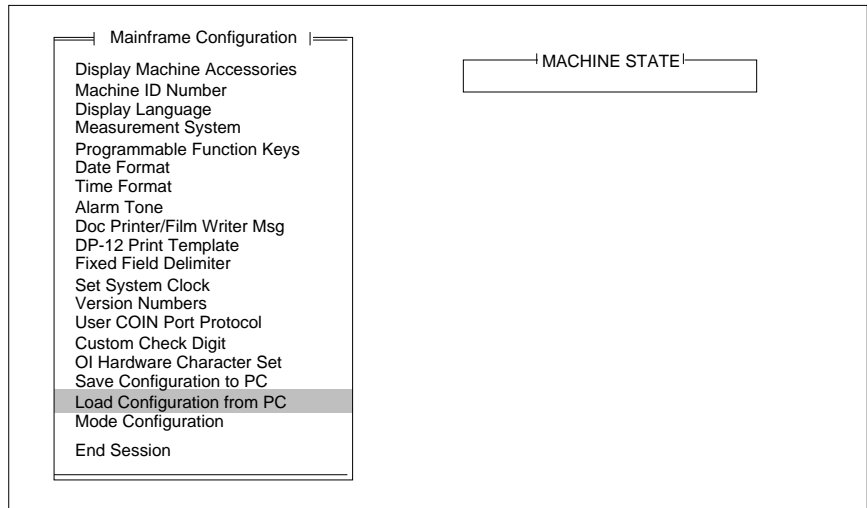 Mainframe Configuration
Display Machine Accessories
Machine ID Number
Display Language
Measurement System
Programmable Function Keys
Date Format
Time Format
Alarm Tone
Doc Printer/Film Writer Msg
DP-12 Print Template
Fixed Field Delimiter
Set System Clock
Version Numbers
User COIN Port Protocol
Custom Check Digit
OI Hardware Character Set
Save Configuration to PC
Load Configuration from PC
Mode Configuration
End Session
MACHINE STATE